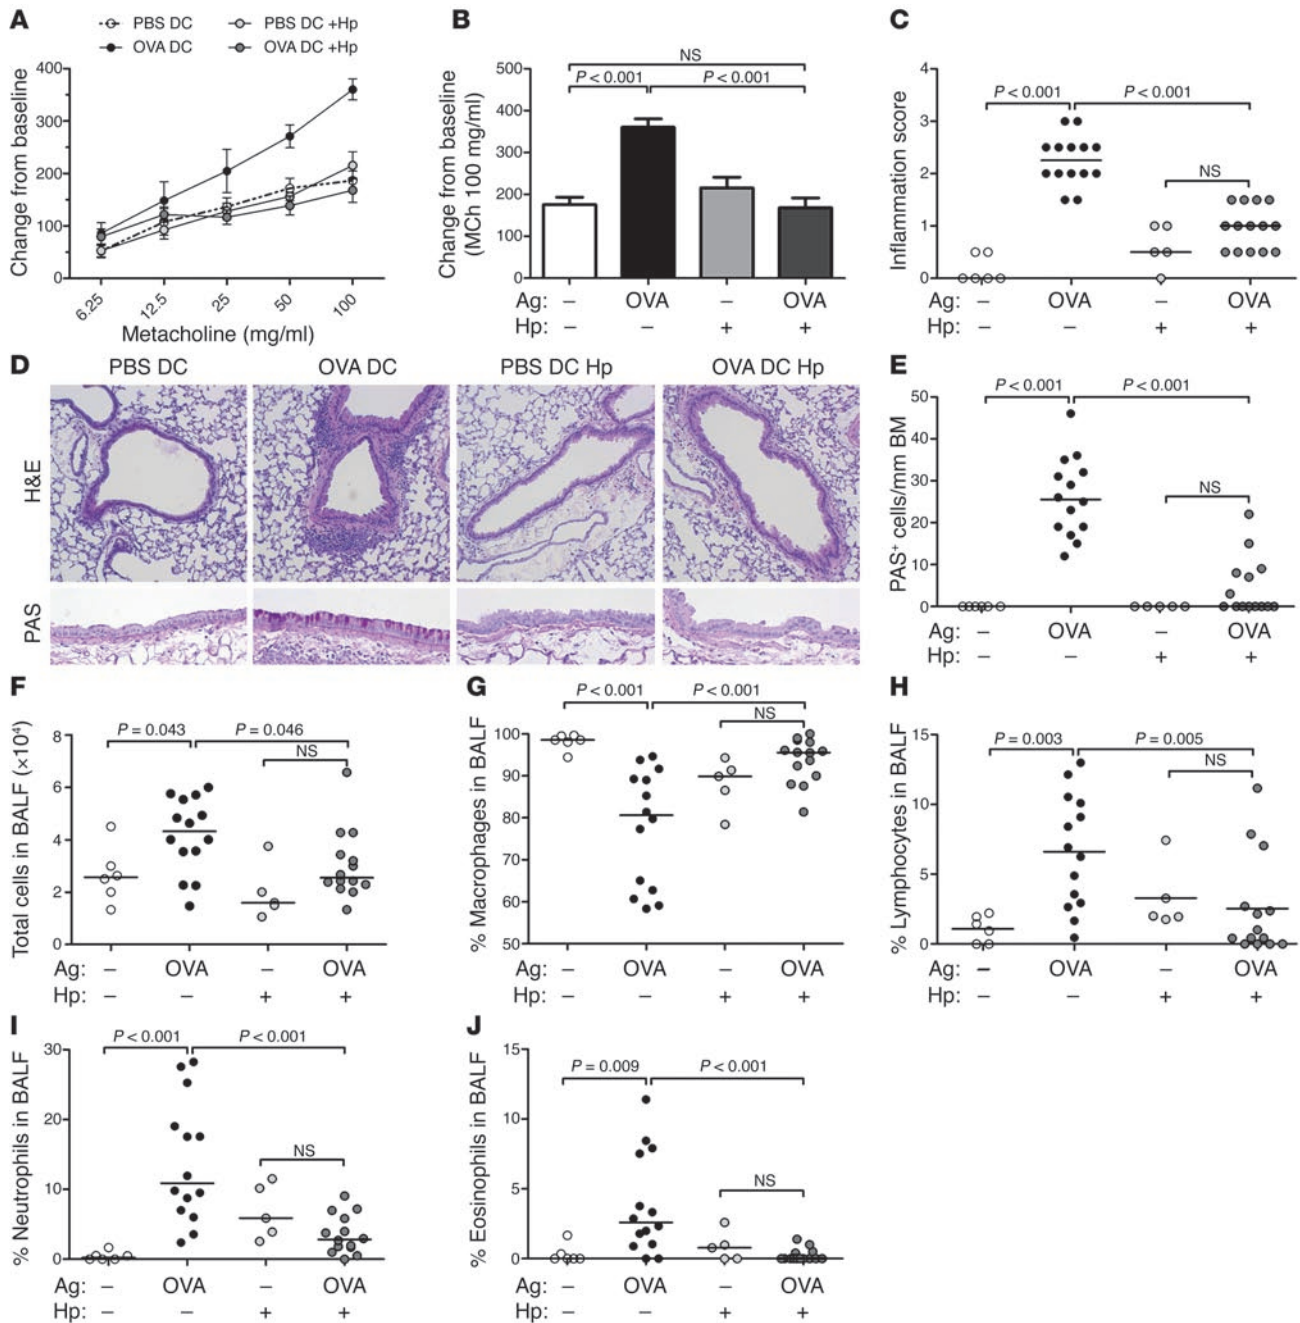 A
PBS DC
PBS DC +Hp
OVA DC
OVA DC +Hp
Change from baseline
400
300
200
100
0
6.25
12.5
25
50
100
Metacholine (mg/ml)
B
NS
P < 0.001
P < 0.001
Change from baseline
(MCh 100 mg/ml)
500
400
300
200
100
0
Ag: – OVA – OVA
Hp: – – + +
C
P < 0.001
P < 0.001
NS
Inflammation score
4
3
2
1
0
Ag: – OVA – OVA
Hp: – – + +
D
PBS DC
OVA DC
PBS DC Hp
OVA DC Hp
H&E
PAS
E
P < 0.001
P < 0.001
NS
PAS⁺ cells/mm BM
50
40
30
20
10
0
Ag: – OVA – OVA
Hp: – – + +
F
P = 0.043
P = 0.046
NS
Total cells in BALF (×10⁴)
8
6
4
2
0
Ag: – OVA – OVA
Hp: – – + +
G
P < 0.001
P < 0.001
NS
% Macrophages in BALF
100
90
80
70
60
50
Ag: – OVA – OVA
Hp: – – + +
H
P = 0.003
P = 0.005
NS
% Lymphocytes in BALF
15
10
5
0
Ag: – OVA – OVA
Hp: – – + +
I
P < 0.001
P < 0.001
NS
% Neutrophils in BALF
30
20
10
0
Ag: – OVA – OVA
Hp: – – + +
J
P = 0.009
P < 0.001
NS
% Eosinophils in BALF
15
10
5
0
Ag: – OVA – OVA
Hp: – – + +